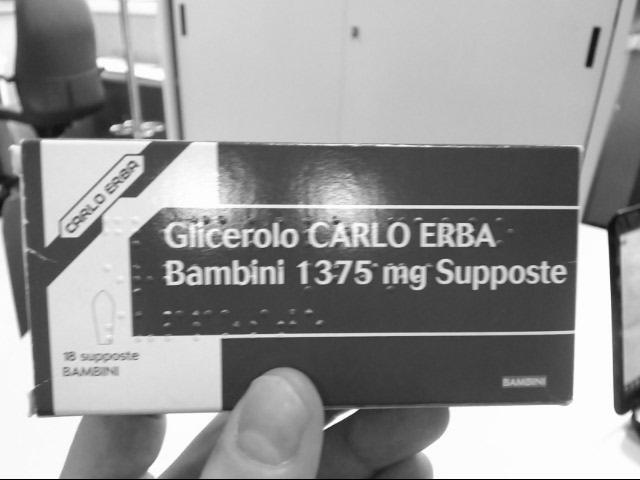 CARLO ERBA
Glicerolo CARLO ERBA
Bambini 1375 mg Supposte
18 supposte
BAMBINI
BAMBINI